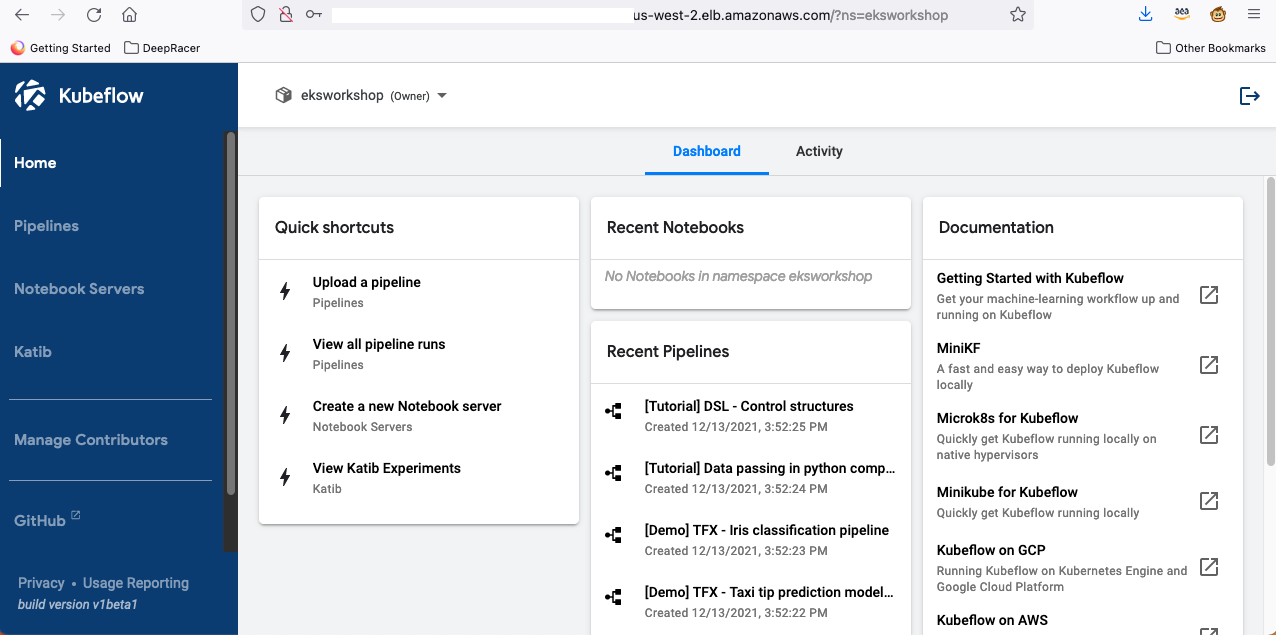 us-west-2.elb.amazonaws.com/?ns=eksworkshop
Getting Started
DeepRacer
Other Bookmarks
Kubeflow
eksworkshop (Owner)
Home
Pipelines
Notebook Servers
Katib
Manage Contributors
GitHub
Privacy • Usage Reporting
build version v1beta1
Dashboard
Activity
Quick shortcuts
Upload a pipeline
Pipelines
View all pipeline runs
Pipelines
Create a new Notebook server
Notebook Servers
View Katib Experiments
Katib
Recent Notebooks
No Notebooks in namespace eksworkshop
Recent Pipelines
[Tutorial] DSL - Control structures
Created 12/13/2021, 3:52:25 PM
[Tutorial] Data passing in python comp...
Created 12/13/2021, 3:52:24 PM
[Demo] TFX - Iris classification pipeline
Created 12/13/2021, 3:52:23 PM
[Demo] TFX - Taxi tip prediction model...
Created 12/13/2021, 3:52:22 PM
Documentation
Getting Started with Kubeflow
Get your machine-learning workflow up and
running on Kubeflow
MiniKF
A fast and easy way to deploy Kubeflow
locally
Microk8s for Kubeflow
Quickly get Kubeflow running locally on
native hypervisors
Minikube for Kubeflow
Quickly get Kubeflow running locally
Kubeflow on GCP
Running Kubeflow on Kubernetes Engine and
Google Cloud Platform
Kubeflow on AWS